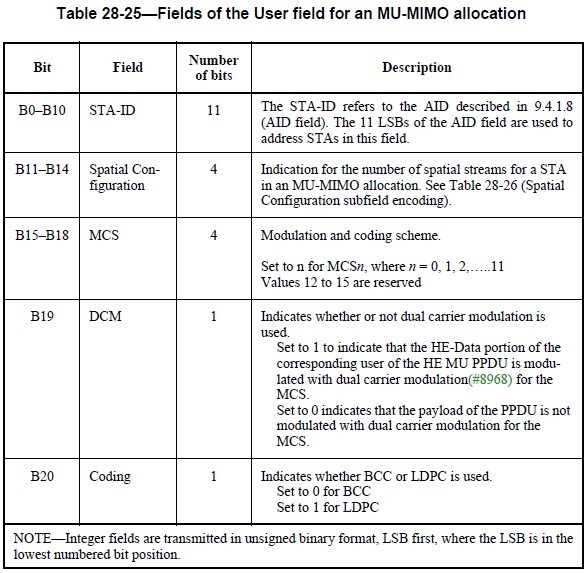 Table 28-25—Fields of the User field for an MU-MIMO allocation
Bit
Field
Number
of bits
Description
B0–B10
STA-ID
11
The STA-ID refers to the AID described in 9.4.1.8
(AID field). The 11 LSBs of the AID field are used to
address STAs in this field.
B11–B14
Spatial Con-
figuration
4
Indication for the number of spatial streams for a STA
in an MU-MIMO allocation. See Table 28-26 (Spatial
Configuration subfield encoding).
B15–B18
MCS
4
Modulation and coding scheme.
Set to n for MCSn, where n = 0, 1, 2,…..11
Values 12 to 15 are reserved
B19
DCM
1
Indicates whether or not dual carrier modulation is
used.
Set to 1 to indicate that the HE-Data portion of the
corresponding user of the HE MU PPDU is modu-
lated with dual carrier modulation(#8968) for the
MCS.
Set to 0 indicates that the payload of the PPDU is not
modulated with dual carrier modulation for the
MCS.
B20
Coding
1
Indicates whether BCC or LDPC is used.
Set to 0 for BCC
Set to 1 for LDPC
NOTE—Integer fields are transmitted in unsigned binary format, LSB first, where the LSB is in the
lowest numbered bit position.